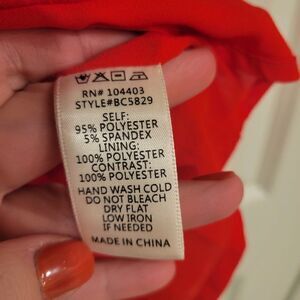 RN# 104403
STYLE#BC5829
SELF:
95% POLYESTER
5% SPANDEX
LINING:
100% POLYESTER
CONTRAST:
100% POLYESTER
HAND WASH COLD
DO NOT BLEACH
DRY FLAT
LOW IRON
IF NEEDED
MADE IN CHINA